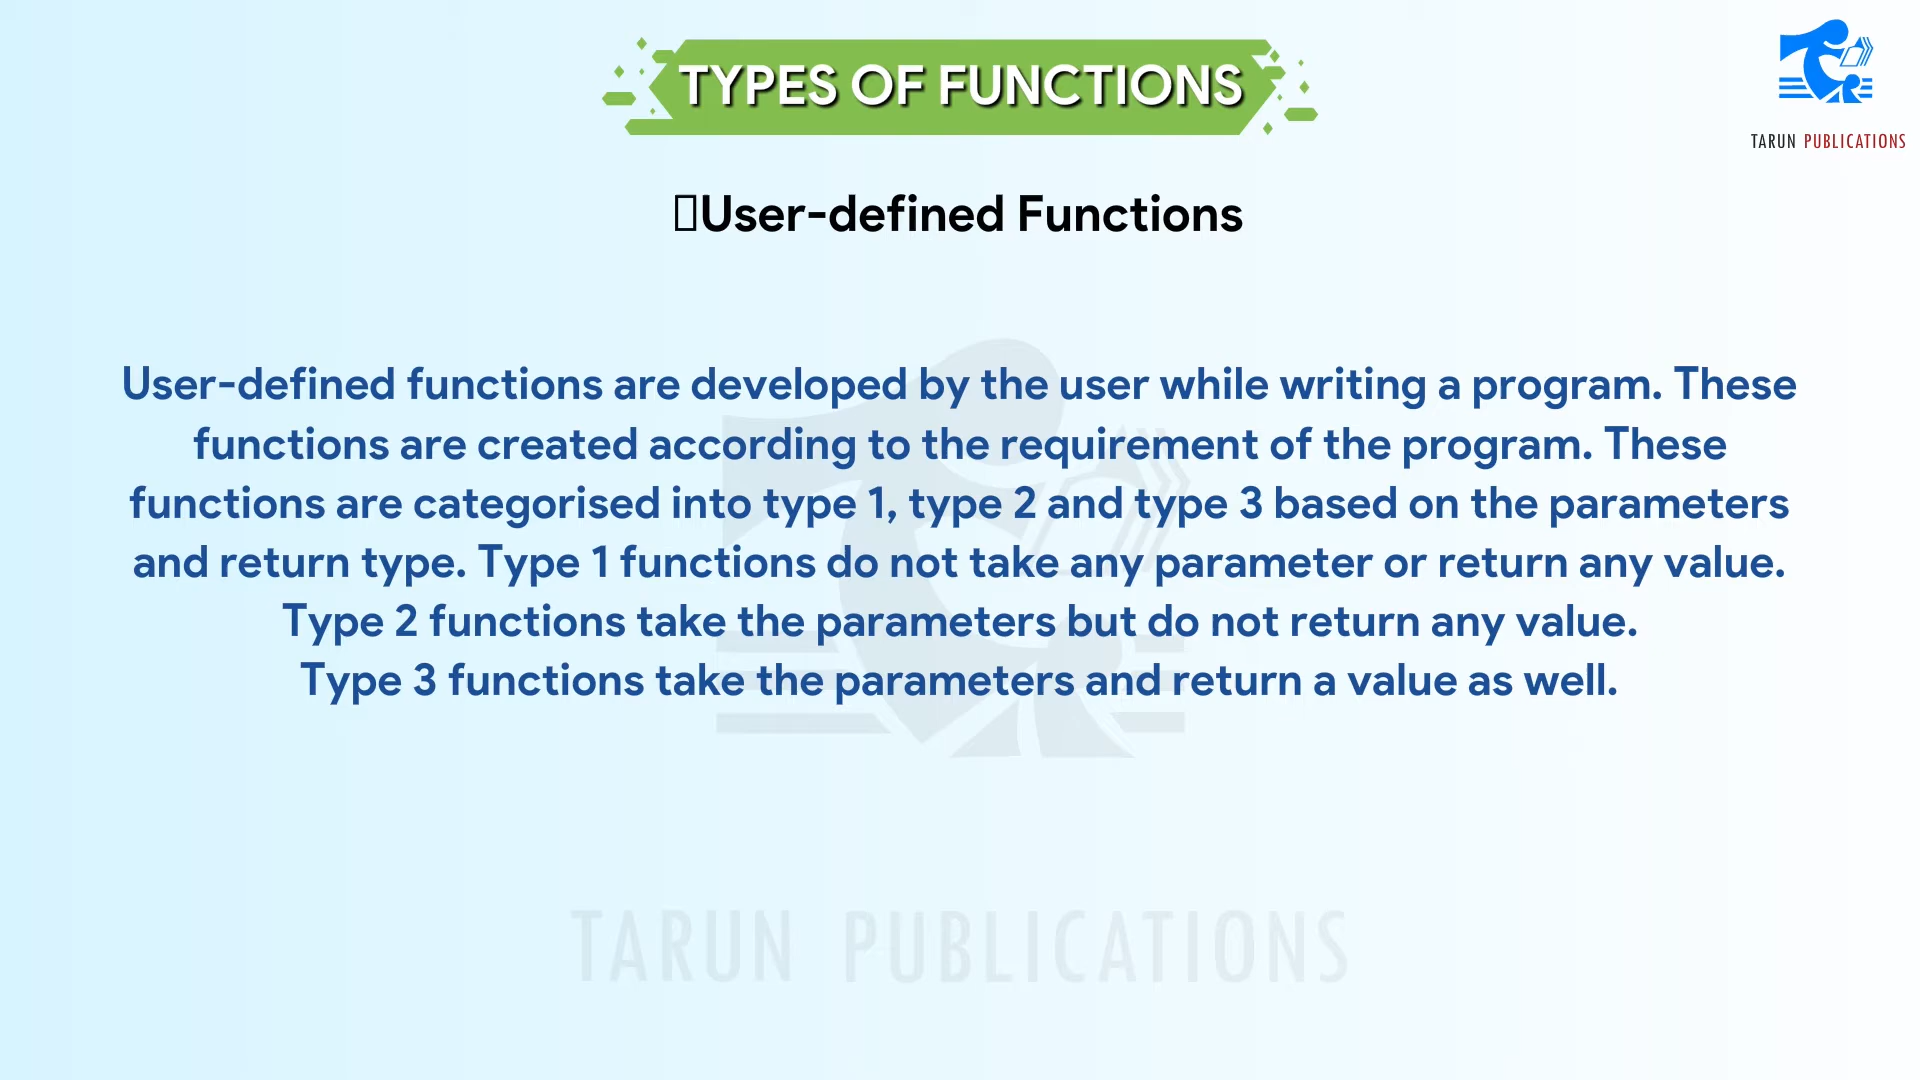 TYPES OF FUNCTIONS
TARUN PUBLICATIONS
User-defined Functions
User-defined functions are developed by the user while writing a program. These
functions are created according to the requirement of the program. These
functions are categorised into type 1, type 2 and type 3 based on the parameters
and return type. Type 1 functions do not take any parameter or return any value.
Type 2 functions take the parameters but do not return any value.
Type 3 functions take the parameters and return a value as well.
TARUN PUBLICATIONS